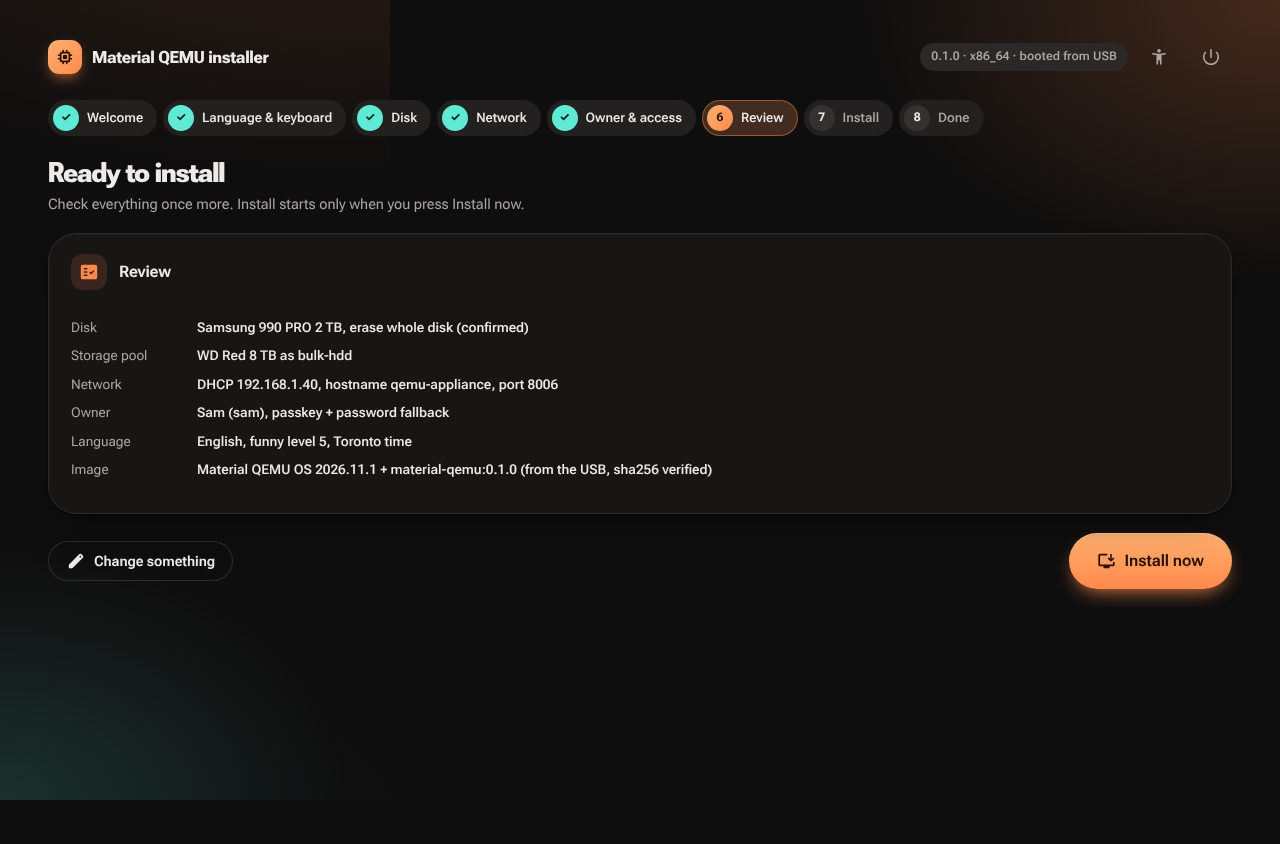 Material QEMU installer
0.1.0 · x86_64 · booted from USB
Welcome
Language & keyboard
Disk
Network
Owner & access
6 Review
7 Install
8 Done
Ready to install
Check everything once more. Install starts only when you press Install now.
Review
Disk Samsung 990 PRO 2 TB, erase whole disk (confirmed)
Storage pool WD Red 8 TB as bulk-hdd
Network DHCP 192.168.1.40, hostname qemu-appliance, port 8006
Owner Sam (sam), passkey + password fallback
Language English, funny level 5, Toronto time
Image Material QEMU OS 2026.11.1 + material-qemu:0.1.0 (from the USB, sha256 verified)
Change something
Install now